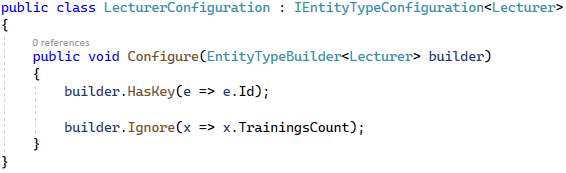 public class LecturerConfiguration : IEntityTypeConfiguration<Lecturer>
{
0 references
public void Configure(EntityTypeBuilder<Lecturer> builder)
{
builder.HasKey(e => e.Id);
builder.Ignore(x => x.TrainingsCount);
}
}